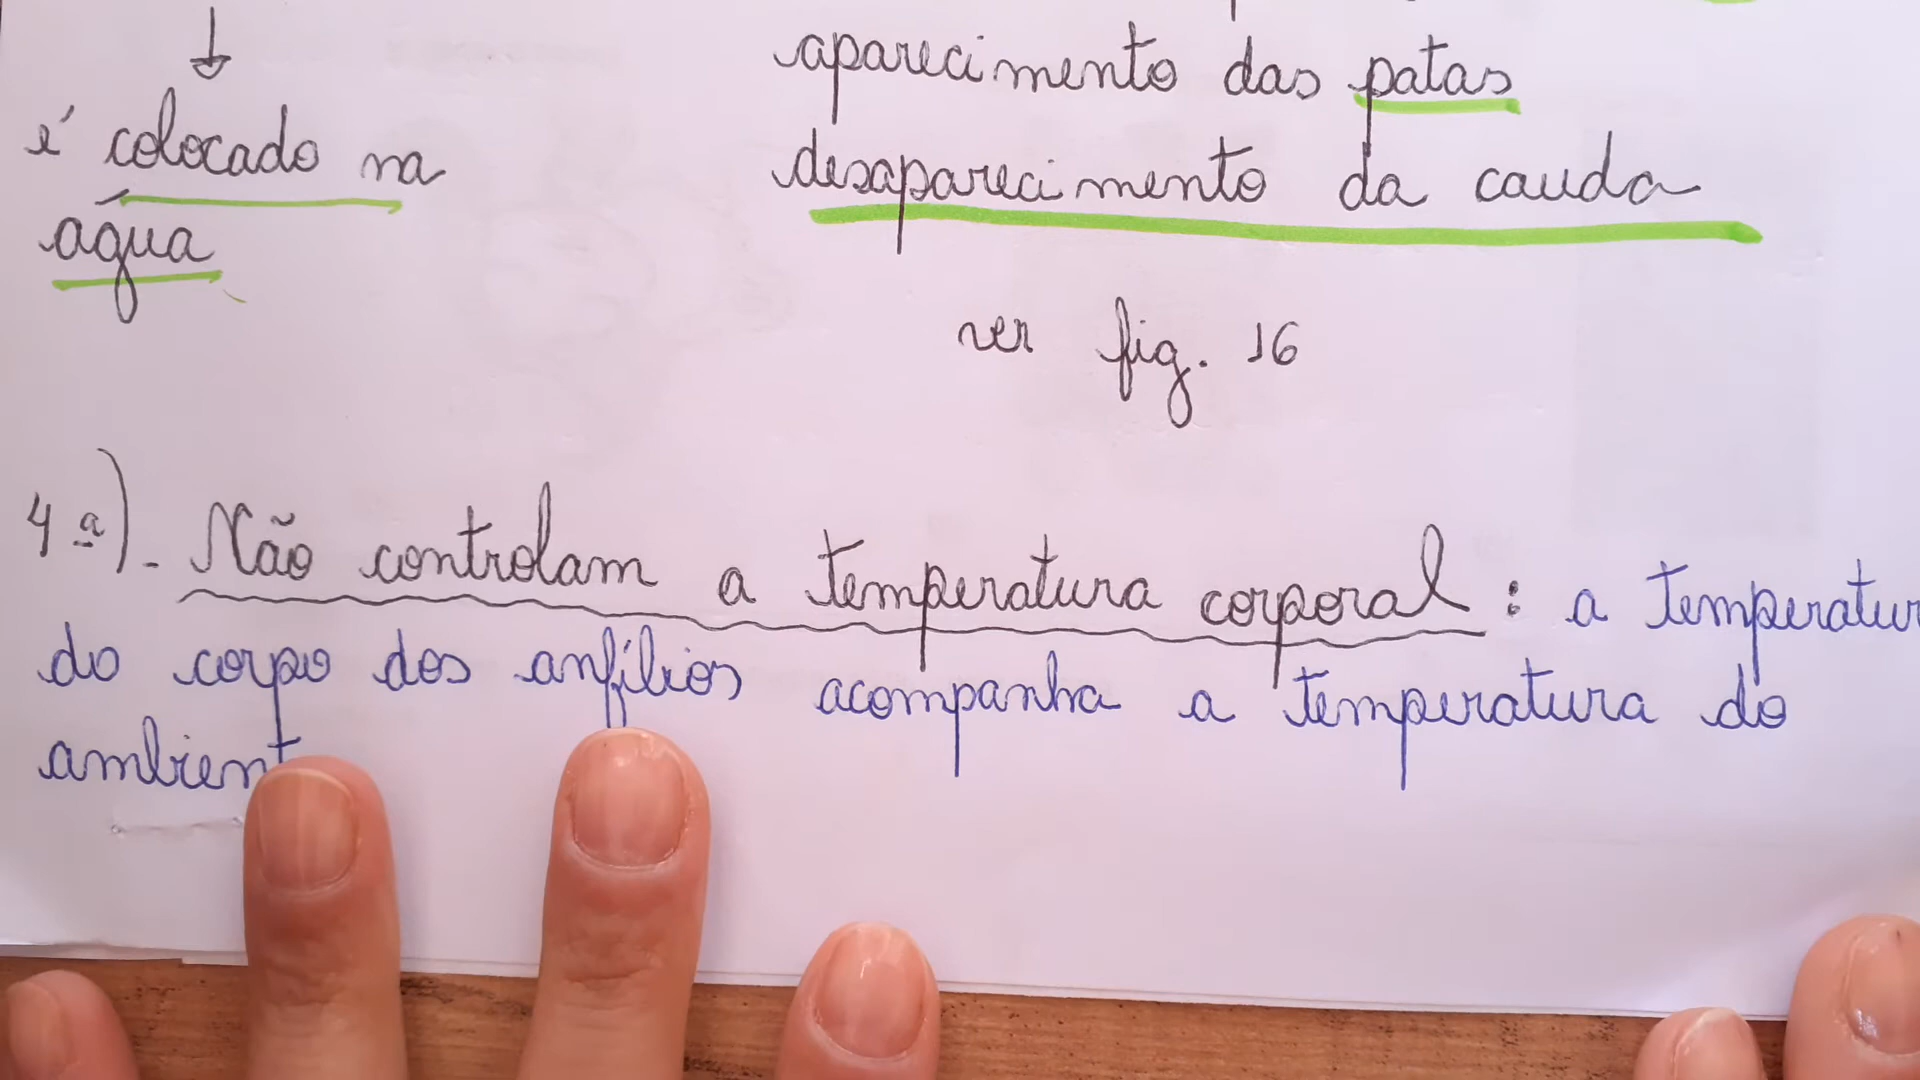 é colocado na
água
aparecimento das patas
desaparecimento da cauda
ver fig. 16
4ª)- Não controlam a temperatura corporal : a temperatur
do corpo dos anfíbios acompanha a temperatura do
ambient